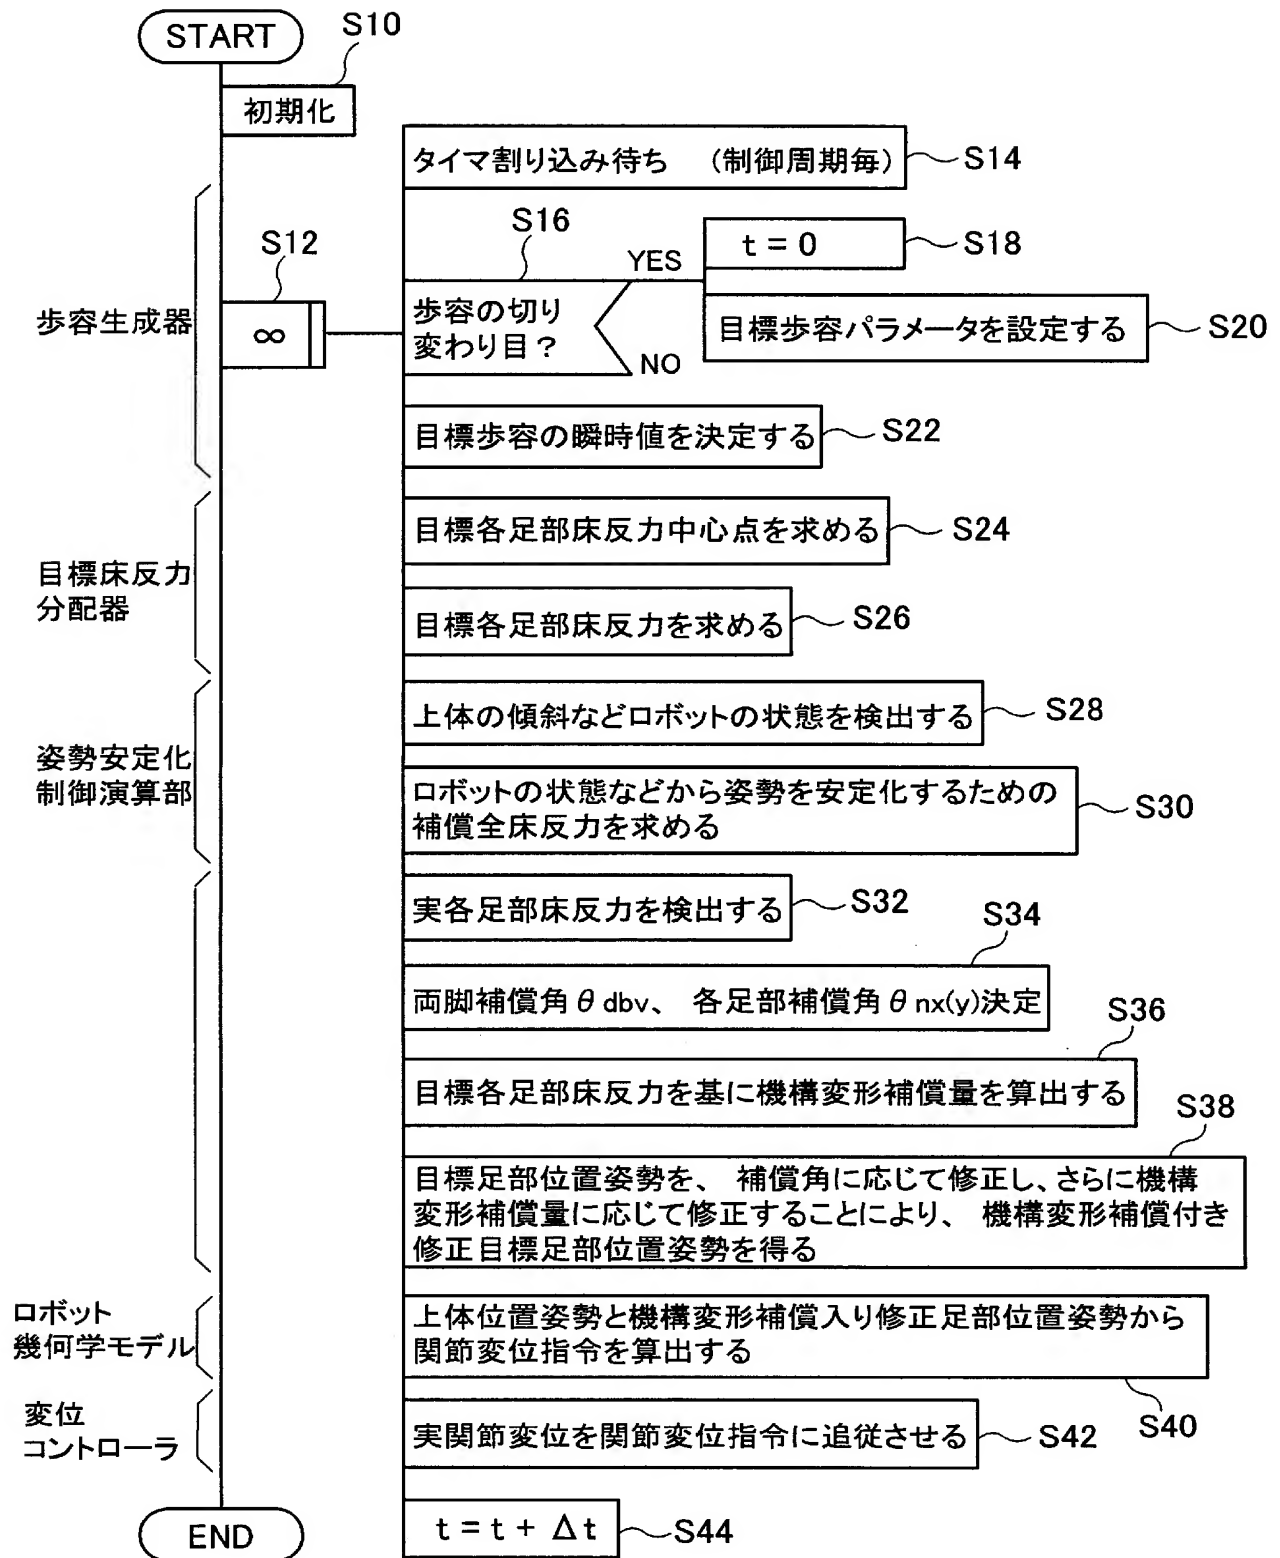 START
S10
初期化
タイマ割り込み待ち （制御周期毎）
S14
S12
∞
S16
歩容の切り
変わり目？
YES
NO
t = 0
S18
目標歩容パラメータを設定する
S20
歩容生成器
目標歩容の瞬時値を決定する
S22
目標各足部床反力中心点を求める
S24
目標床反力
分配器
目標各足部床反力を求める
S26
上体の傾斜などロボットの状態を検出する
S28
姿勢安定化
制御演算部
ロボットの状態などから姿勢を安定化するための
補償全床反力を求める
S30
実各足部床反力を検出する
S32
S34
両脚補償角θdbv、 各足部補償角θnx(y)決定
S36
目標各足部床反力を基に機構変形補償量を算出する
S38
目標足部位置姿勢を、 補償角に応じて修正し、さらに機構
変形補償量に応じて修正することにより、 機構変形補償付き
修正目標足部位置姿勢を得る
ロボット
幾何学モデル
上体位置姿勢と機構変形補償入り修正足部位置姿勢から
関節変位指令を算出する
S40
変位
コントローラ
実関節変位を関節変位指令に追従させる
S42
END
t = t + Δt
S44